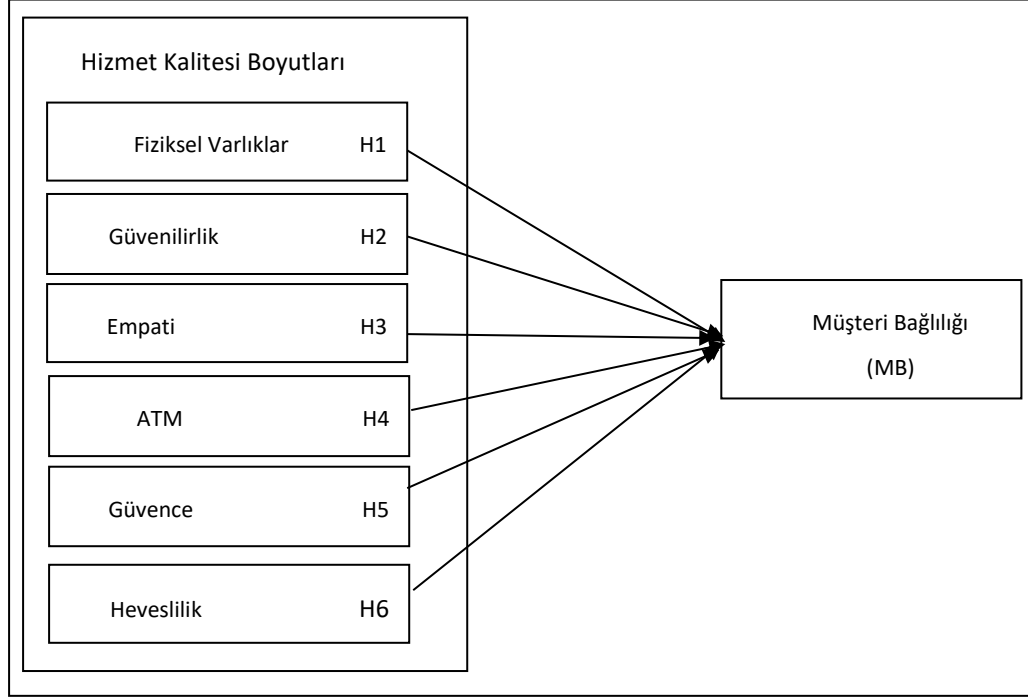 Hizmet Kalitesi Boyutları
Fiziksel Varlıklar H1
Güvenilirlik H2
Empati H3
ATM H4
Güvence H5
Heveslilik H6
Müşteri Bağlılığı
(MB)